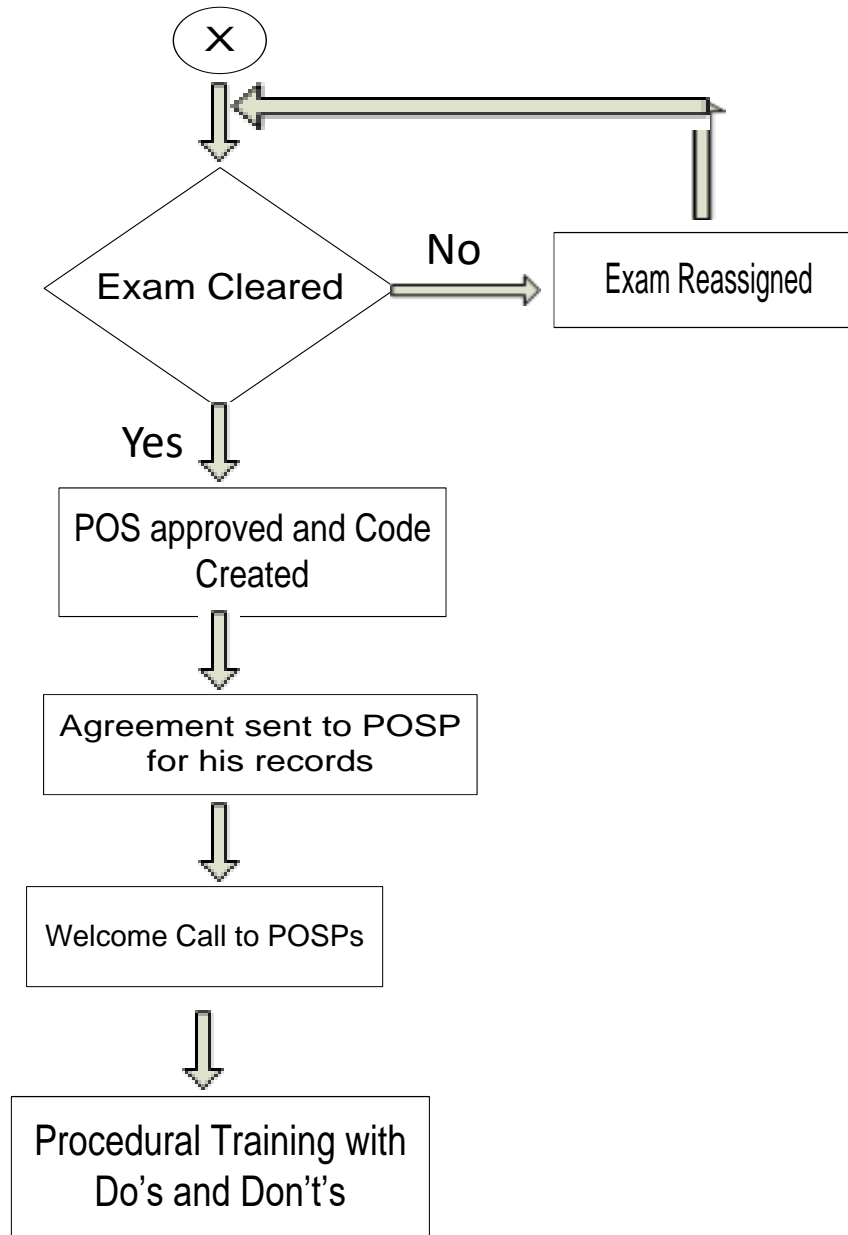 X
Exam Cleared
No
Exam Reassigned
Yes
POS approved and Code
Created
Agreement sent to POSP
for his records
Welcome Call to POSPs
Procedural Training with
Do's and Don't's